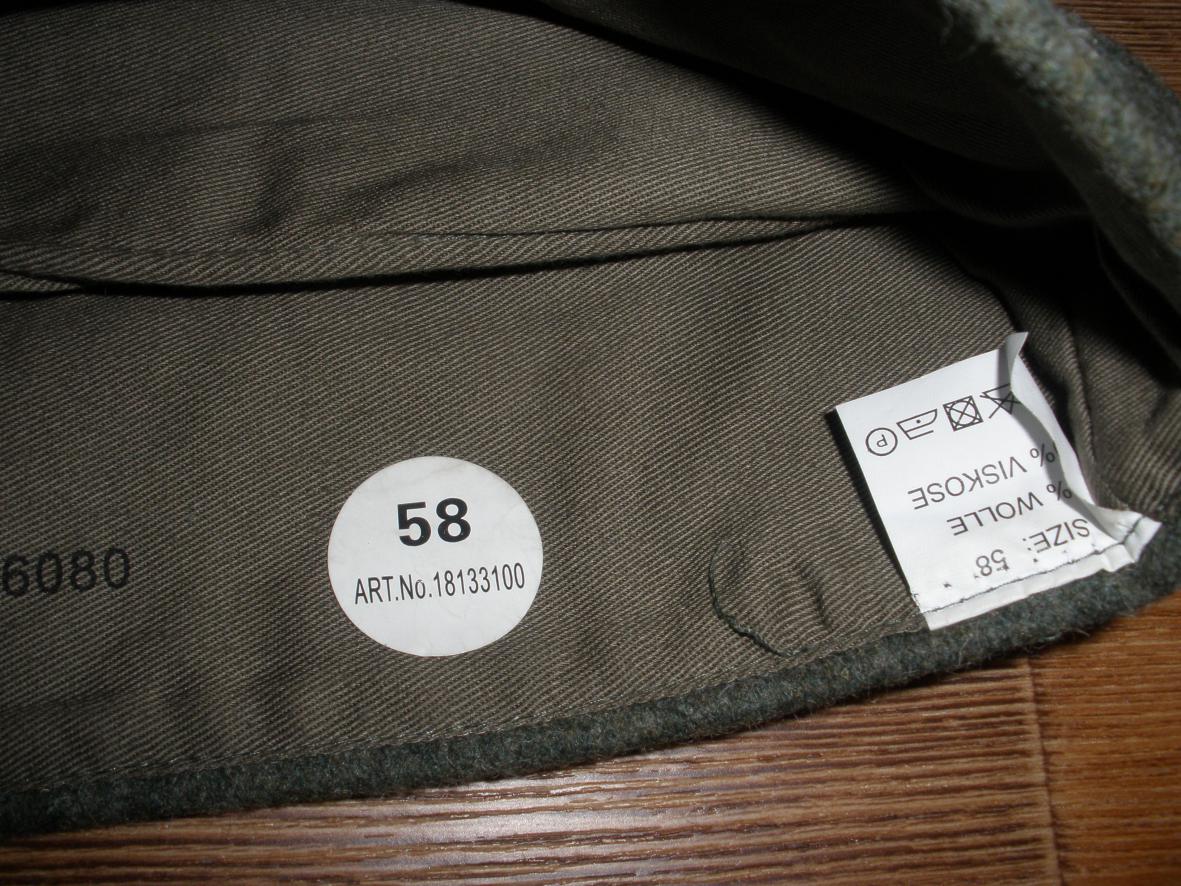 58
ART.No.18133100
6080
SIZE: 58
% WOLLE
% VISKOSE
P